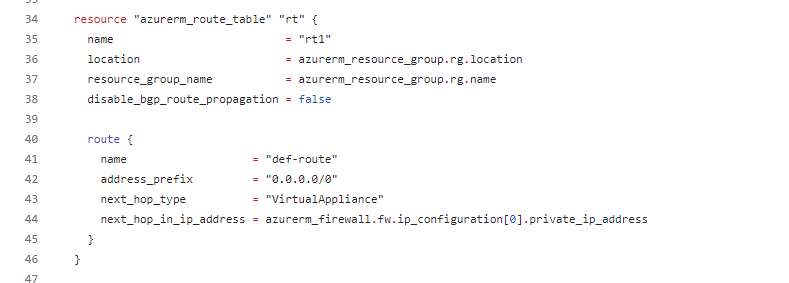 34 resource "azurerm_route_table" "rt" {
35 name = "rt1"
36 location = azurerm_resource_group.rg.location
37 resource_group_name = azurerm_resource_group.rg.name
38 disable_bgp_route_propagation = false
39
40 route {
41 name = "def-route"
42 address_prefix = "0.0.0.0/0"
43 next_hop_type = "VirtualAppliance"
44 next_hop_in_ip_address = azurerm_firewall.fw.ip_configuration[0].private_ip_address
45 }
46 }
47